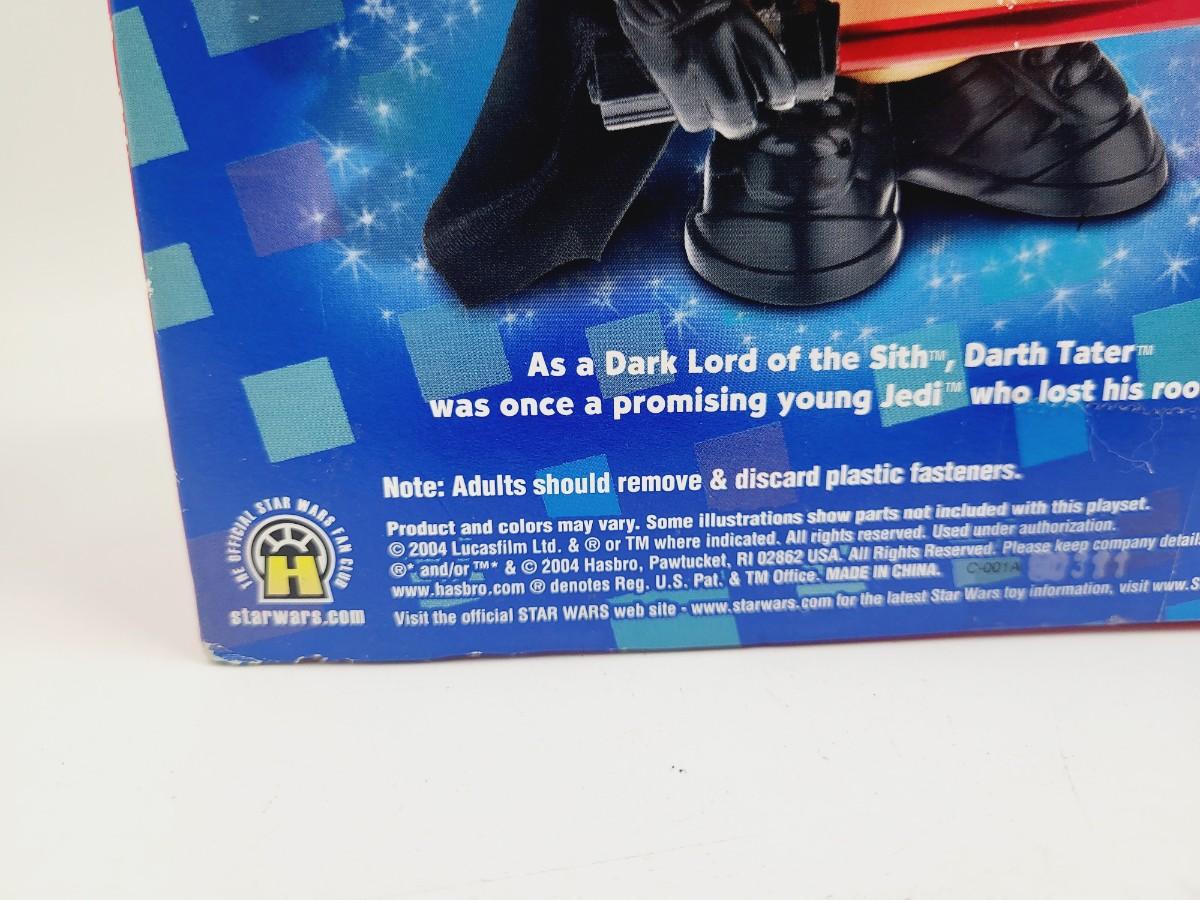 As a Dark Lord of the Sith™, Darth Tater™
was once a promising young Jedi™ who lost his roo
Note: Adults should remove & discard plastic fasteners.
Product and colors may vary. Some illustrations show parts not included with this playset.
© 2004 Lucasfilm Ltd. & ® or TM where indicated. All rights reserved. Used under authorization.
®* and/or ™* & © 2004 Hasbro, Pawtucket, RI 02862 USA. All Rights Reserved. Please keep company details
www.hasbro.com ® denotes Reg. U.S. Pat. & TM Office. MADE IN CHINA. C-001A
Visit the official STAR WARS web site - www.starwars.com for the latest Star Wars toy information, visit www.S
THE OFFICIAL STAR WARS FAN CLUB
H
starwars.com